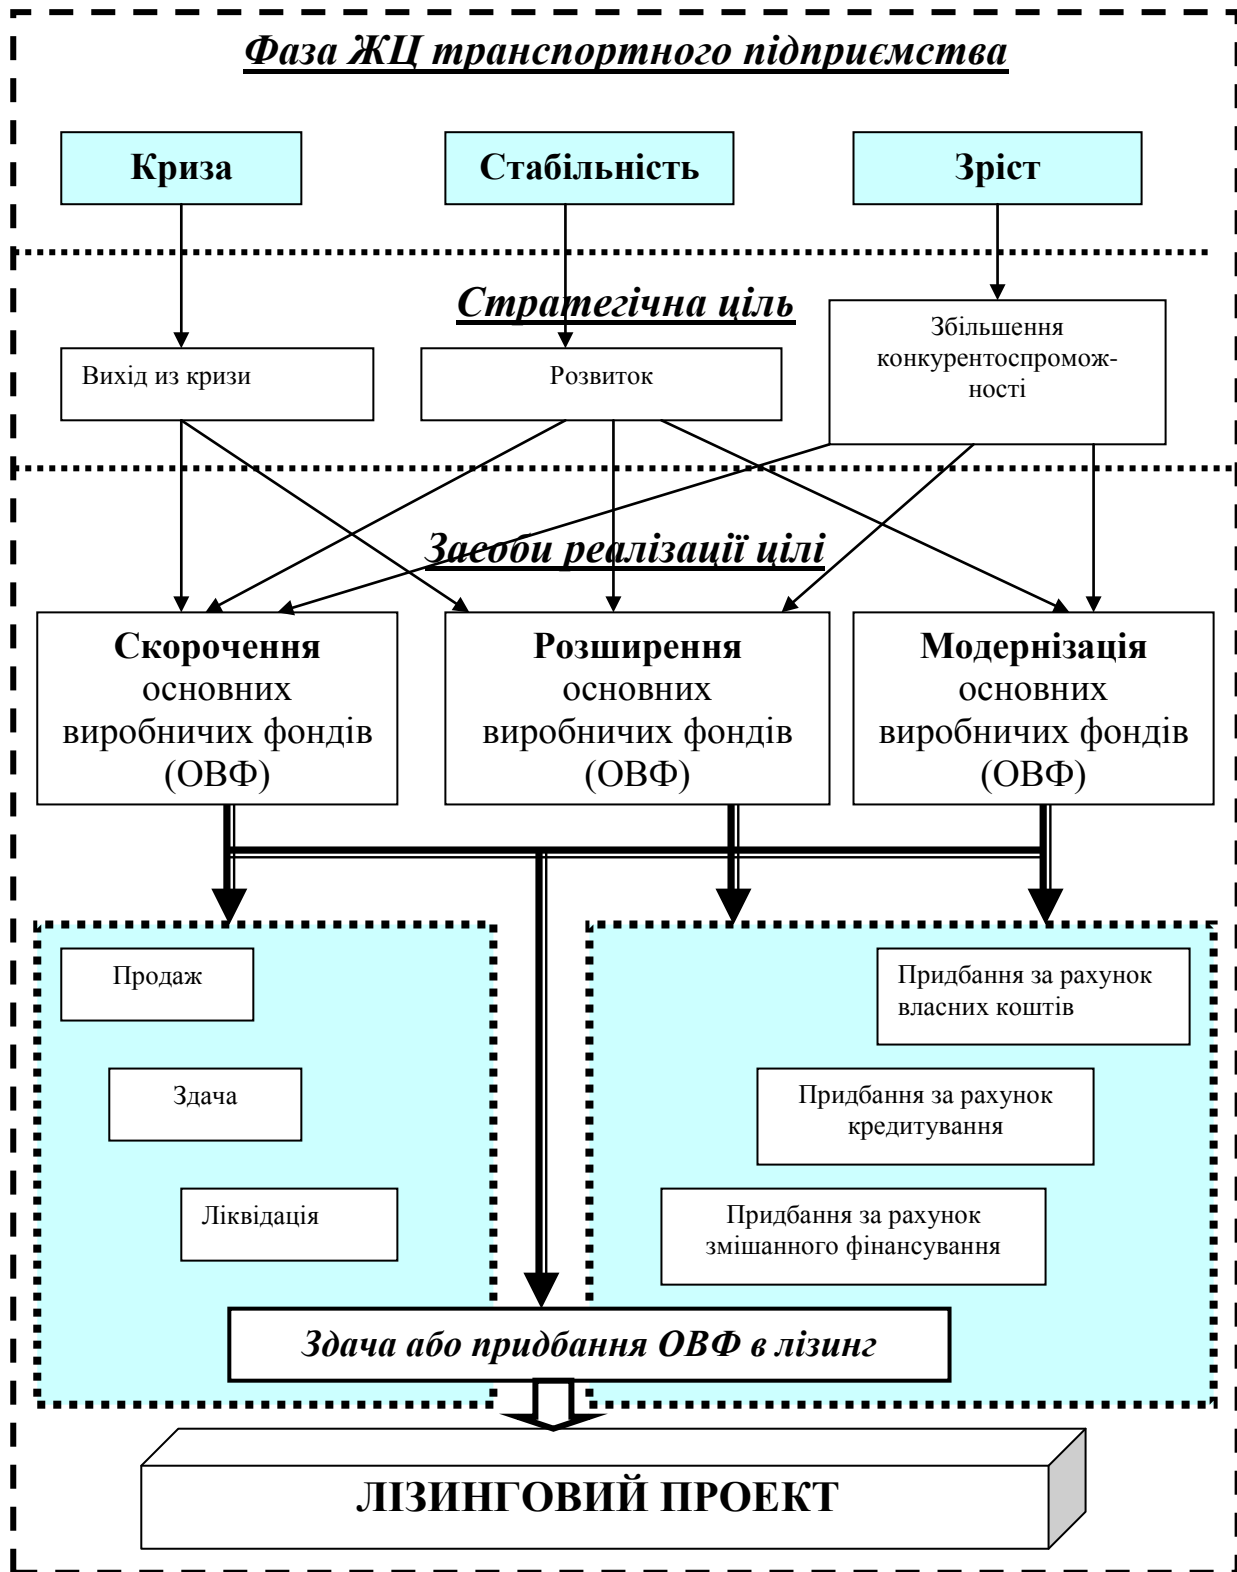 Фаза ЖЦ транспортного підприємства
Криза
Стабільність
Зріст
Стратегічна ціль
Вихід из кризи
Розвиток
Збільшення
конкурентоспромож-
ності
Засоби реалізації цілі
Скорочення
основних
виробничих фондів
(ОВФ)
Розширення
основних
виробничих фондів
(ОВФ)
Модернізація
основних
виробничих фондів
(ОВФ)
Продаж
Здача
Ліквідація
Придбання за рахунок
власних коштів
Придбання за рахунок
кредитування
Придбання за рахунок
змішанного фінансування
Здача або придбання ОВФ в лізинг
ЛІЗИНГОВИЙ ПРОЕКТ